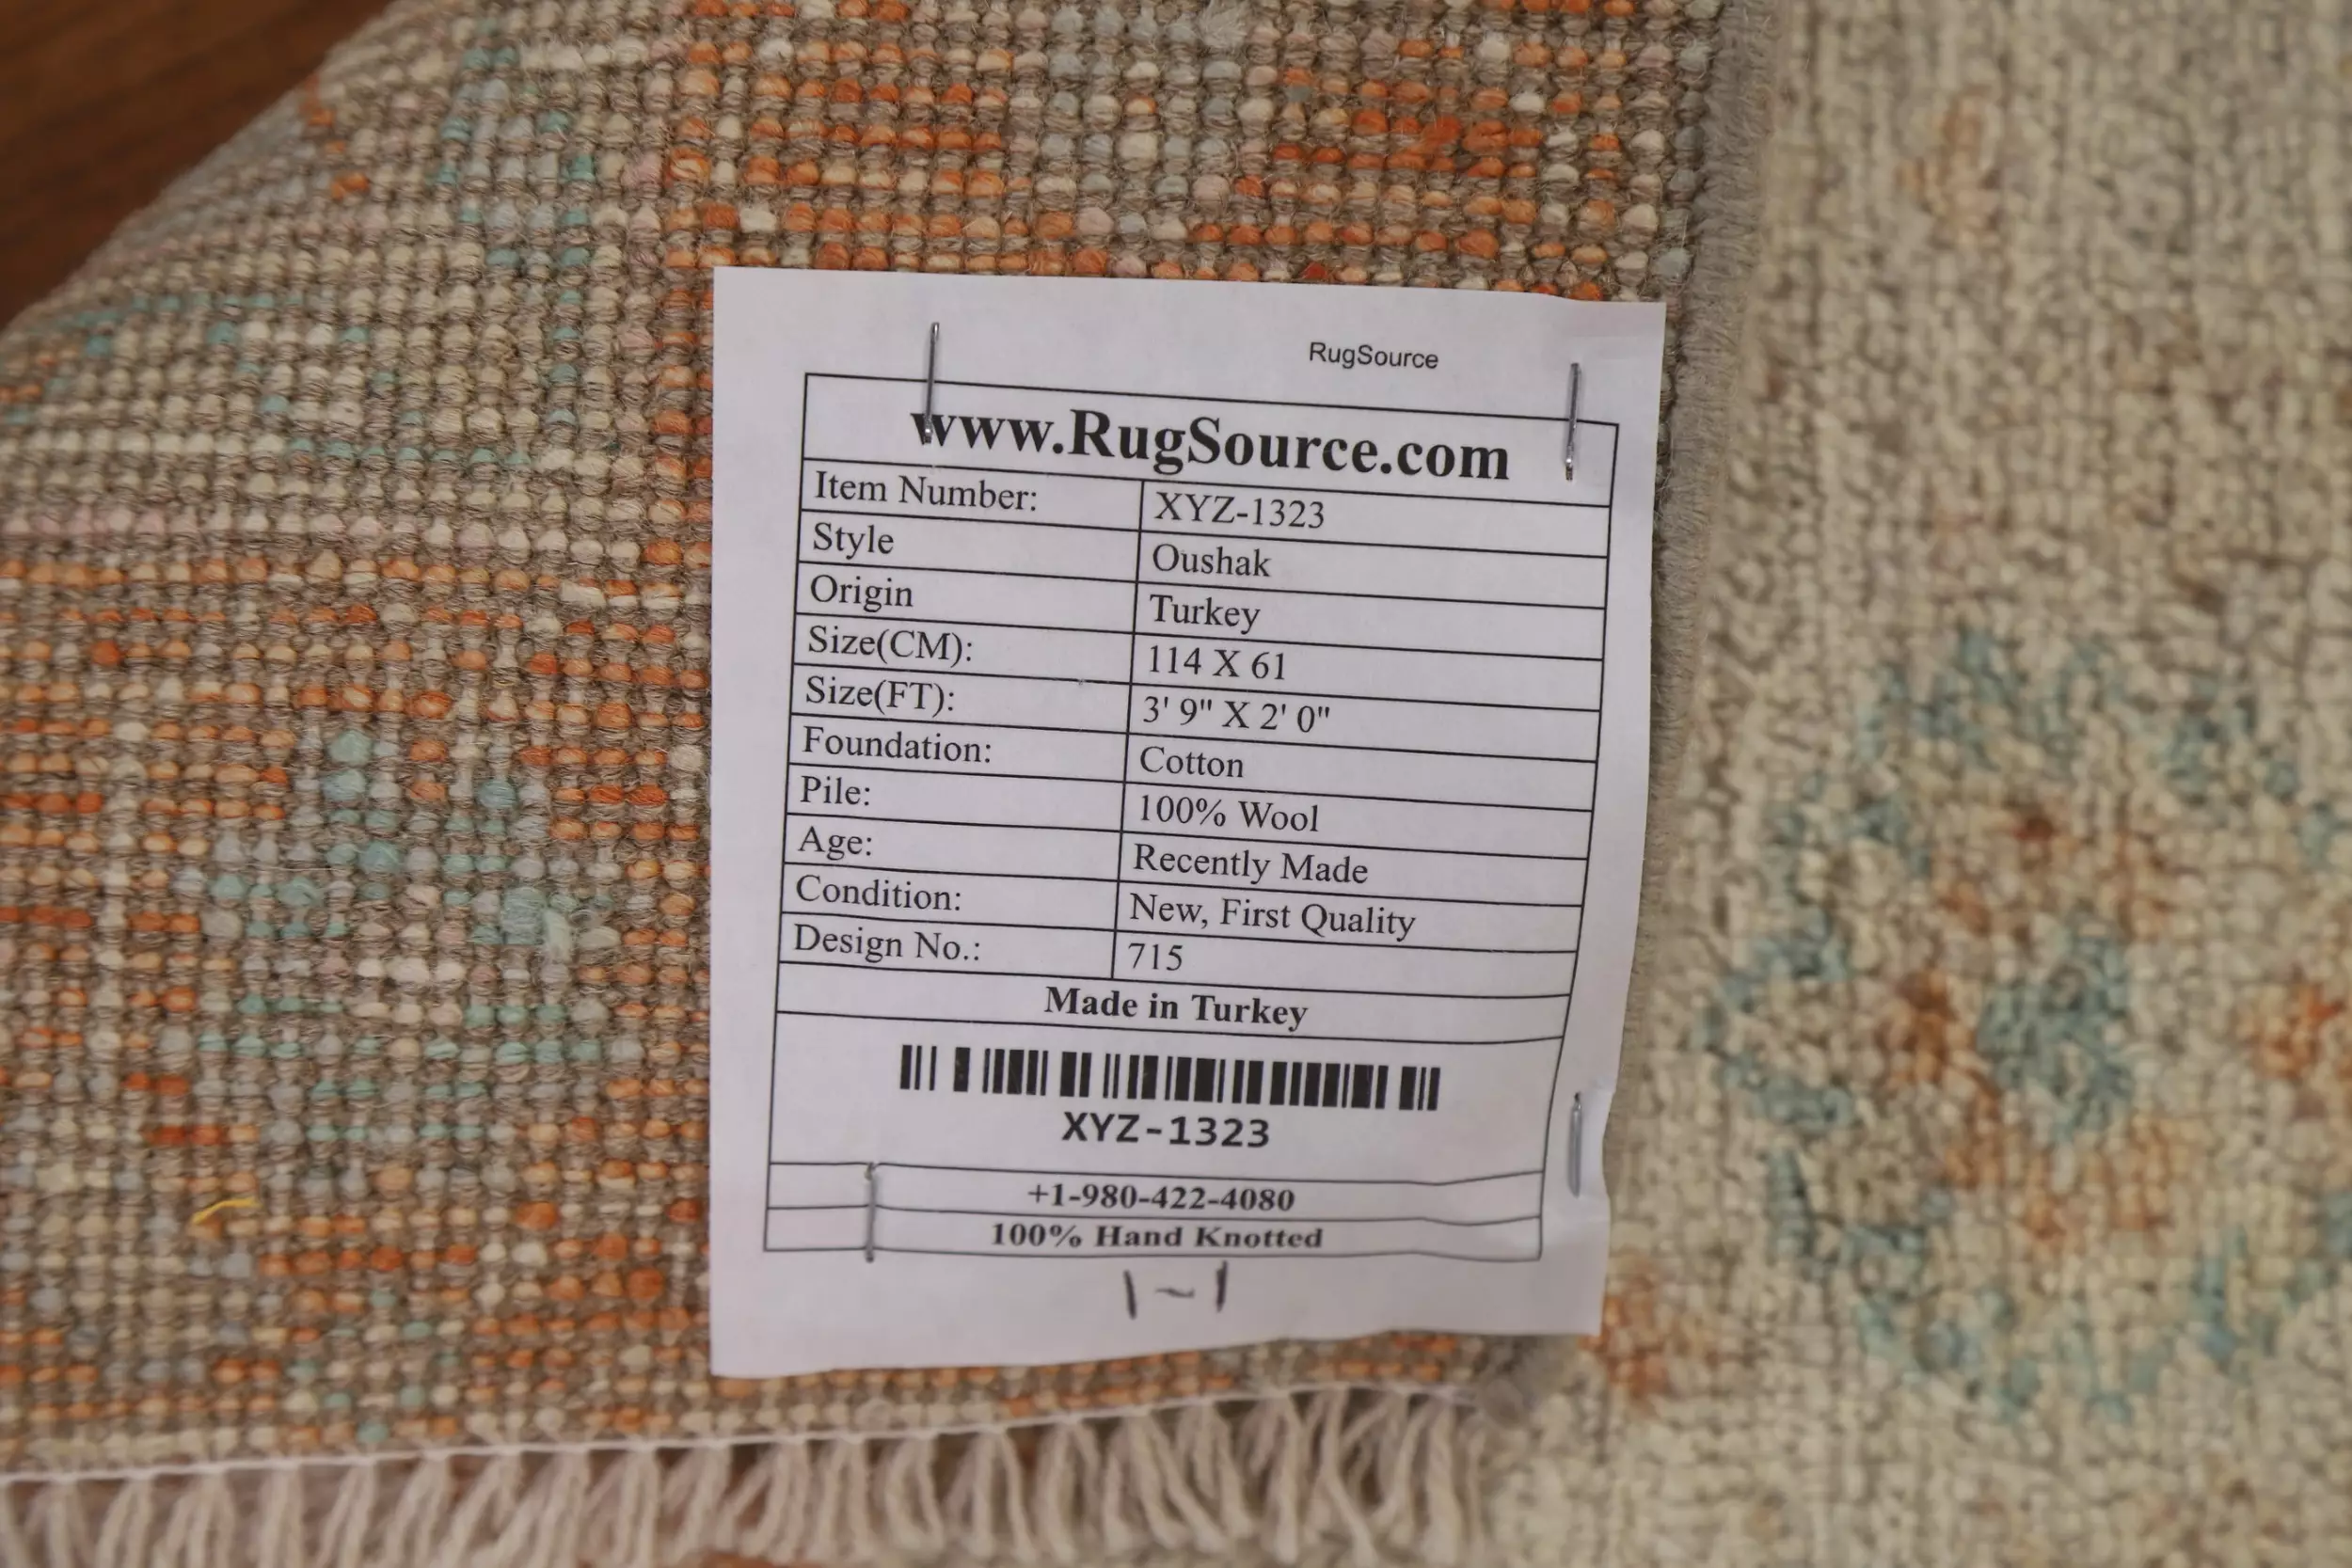 RugSource
www.RugSource.com
Item Number: XYZ-1323
Style Oushak
Origin Turkey
Size(CM): 114 X 61
Size(FT): 3' 9" X 2' 0"
Foundation: Cotton
Pile: 100% Wool
Age: Recently Made
Condition: New, First Quality
Design No.: 715
Made in Turkey
XYZ-1323
+1-980-422-4080
100% Hand Knotted
1~1